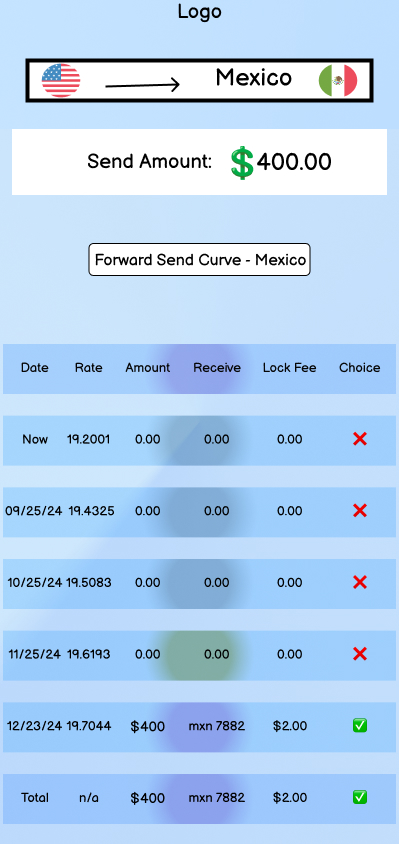 Logo
Mexico
Send Amount: 💲400.00
Forward Send Curve - Mexico
Date Rate Amount Receive Lock Fee Choice
Now 19.2001 0.00 0.00 0.00 ❌
09/25/24 19.4325 0.00 0.00 0.00 ❌
10/25/24 19.5083 0.00 0.00 0.00 ❌
11/25/24 19.6193 0.00 0.00 0.00 ❌
12/23/24 19.7044 $400 mxn 7882 $2.00 ✅
Total n/a $400 mxn 7882 $2.00 ✅